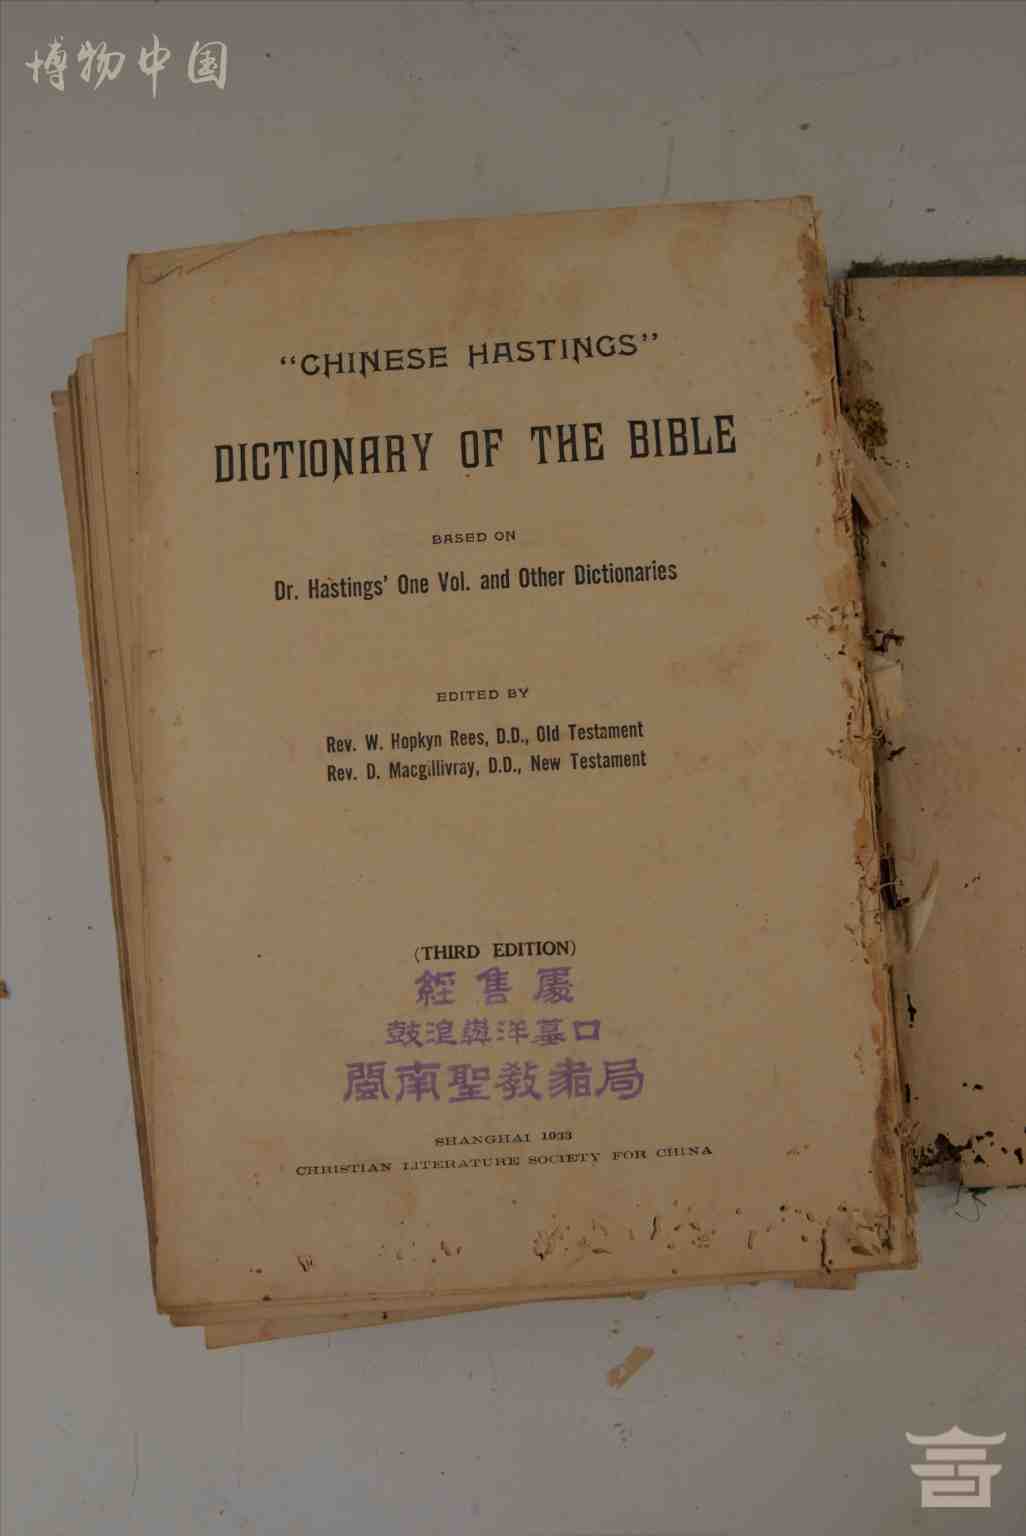 博物中国
"CHINESE HASTINGS"
DICTIONARY OF THE BIBLE
BASED ON
Dr. Hastings' One Vol. and Other Dictionaries
EDITED BY
Rev. W. Hopkyn Rees, D.D., Old Testament
Rev. D. Macgillivray, D.D., New Testament
(THIRD EDITION)
經售處
鼓浪嶼洋墓口
閩南聖教書局
SHANGHAI 1933
CHRISTIAN LITERATURE SOCIETY FOR CHINA